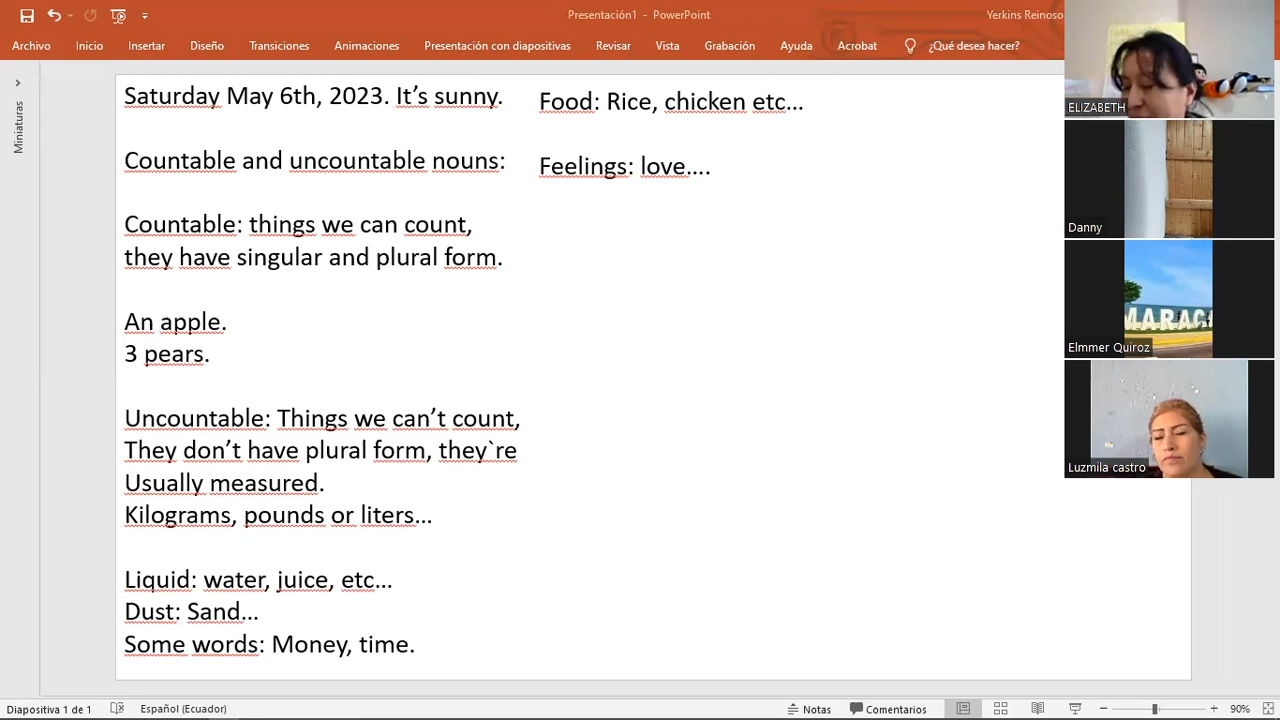 Presentación1 - PowerPoint
Yerkins Reinoso
Archivo Inicio Insertar Diseño Transiciones Animaciones Presentación con diapositivas Revisar Vista Grabación Ayuda Acrobat ¿Qué desea hacer?
Miniaturas
Saturday May 6th, 2023. It’s sunny.
Countable and uncountable nouns:
Countable: things we can count,
they have singular and plural form.
An apple.
3 pears.
Uncountable: Things we can’t count,
They don’t have plural form, they`re
Usually measured.
Kilograms, pounds or liters…
Liquid: water, juice, etc…
Dust: Sand…
Some words: Money, time.
Food: Rice, chicken etc…
Feelings: love….
ELIZABETH
Danny
MARAC
Elmmer Quiroz
Luzmila castro
Diapositiva 1 de 1 Español (Ecuador) Notas Comentarios 90%